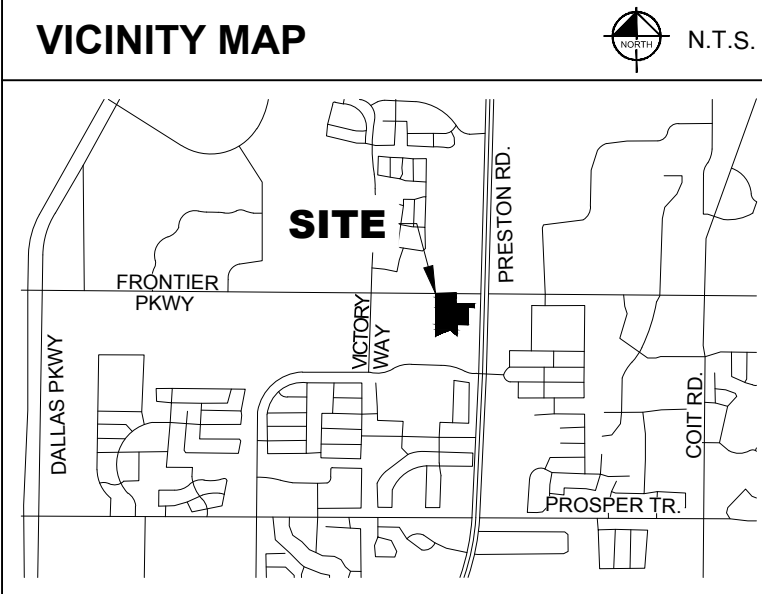 VICINITY MAP
NORTH
N.T.S.
PRESTON RD.
SITE
FRONTIER
PKWY
VICTORY
WAY
DALLAS PKWY
COIT RD.
PROSPER TR.